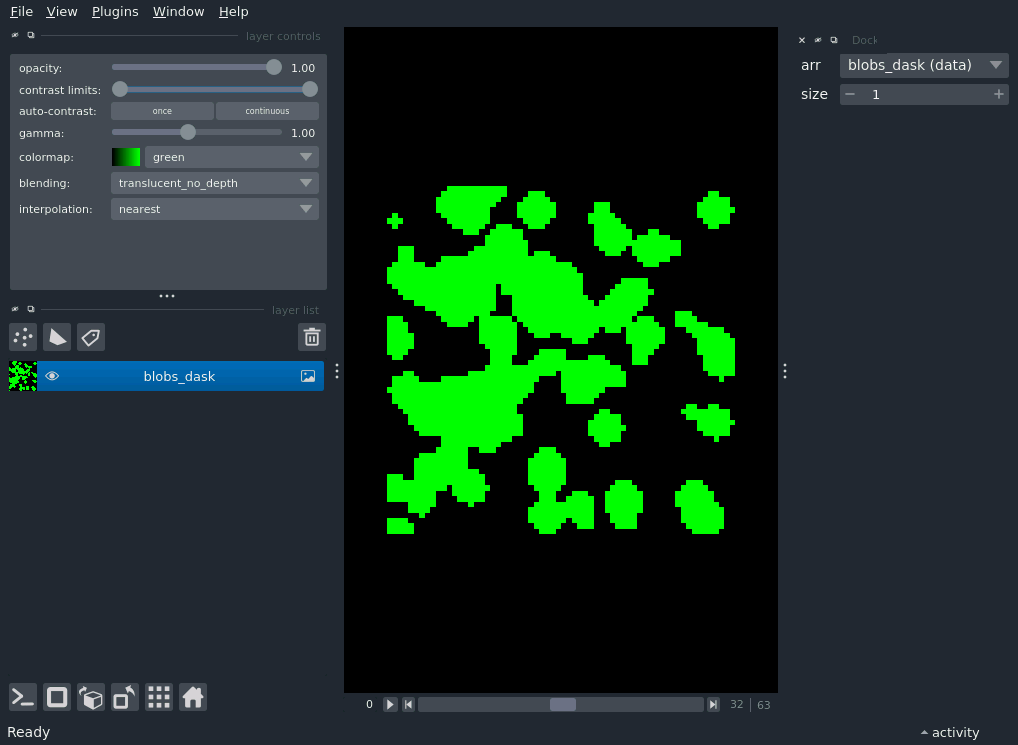 File View Plugins Window Help
layer controls
opacity: 1.00
contrast limits:
auto-contrast: once continuous
gamma: 1.00
colormap: green
blending: translucent_no_depth
interpolation: nearest
layer list
blobs_dask
0 32 63
Dock
arr blobs_dask (data)
size 1
Ready
activity